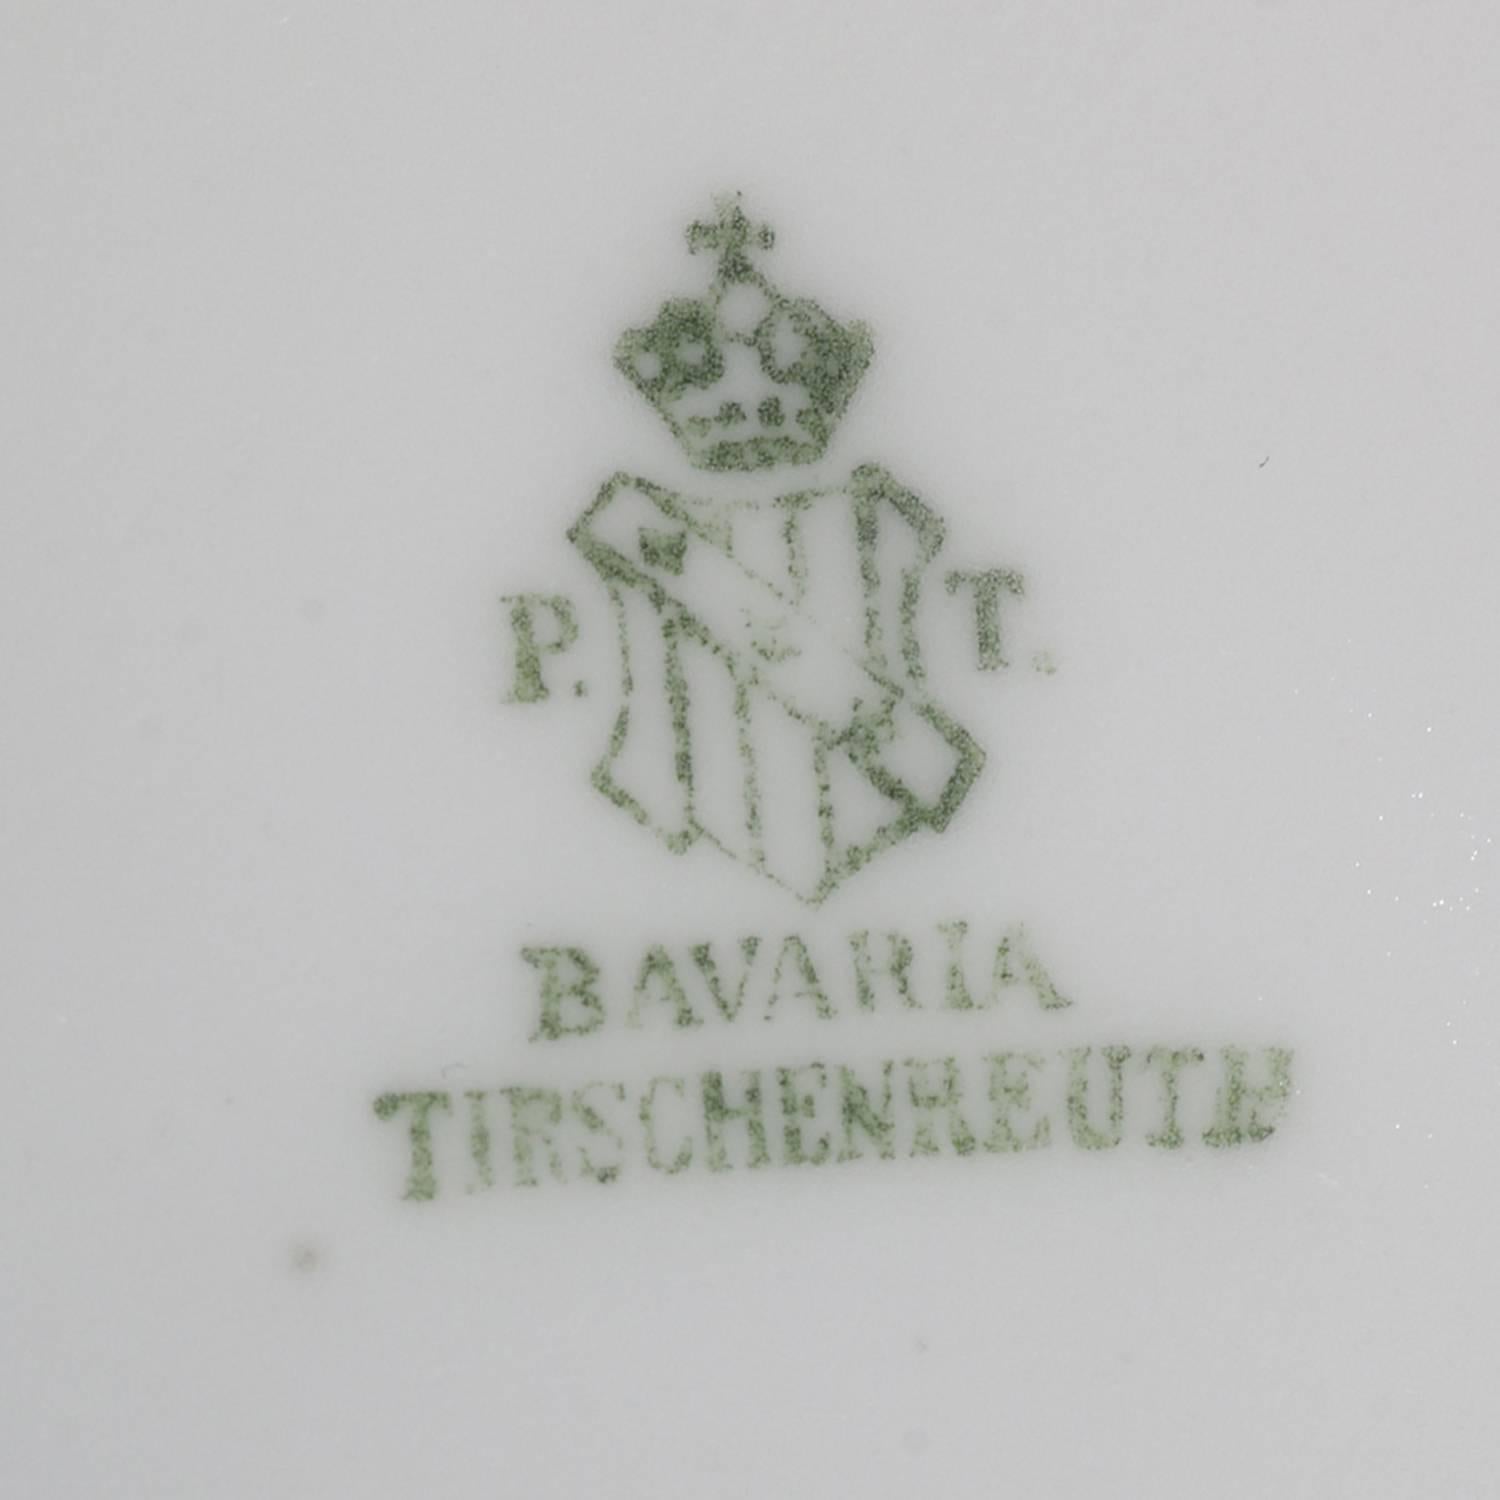 P. T.
BAVARIA
TIRSCHENREUTH